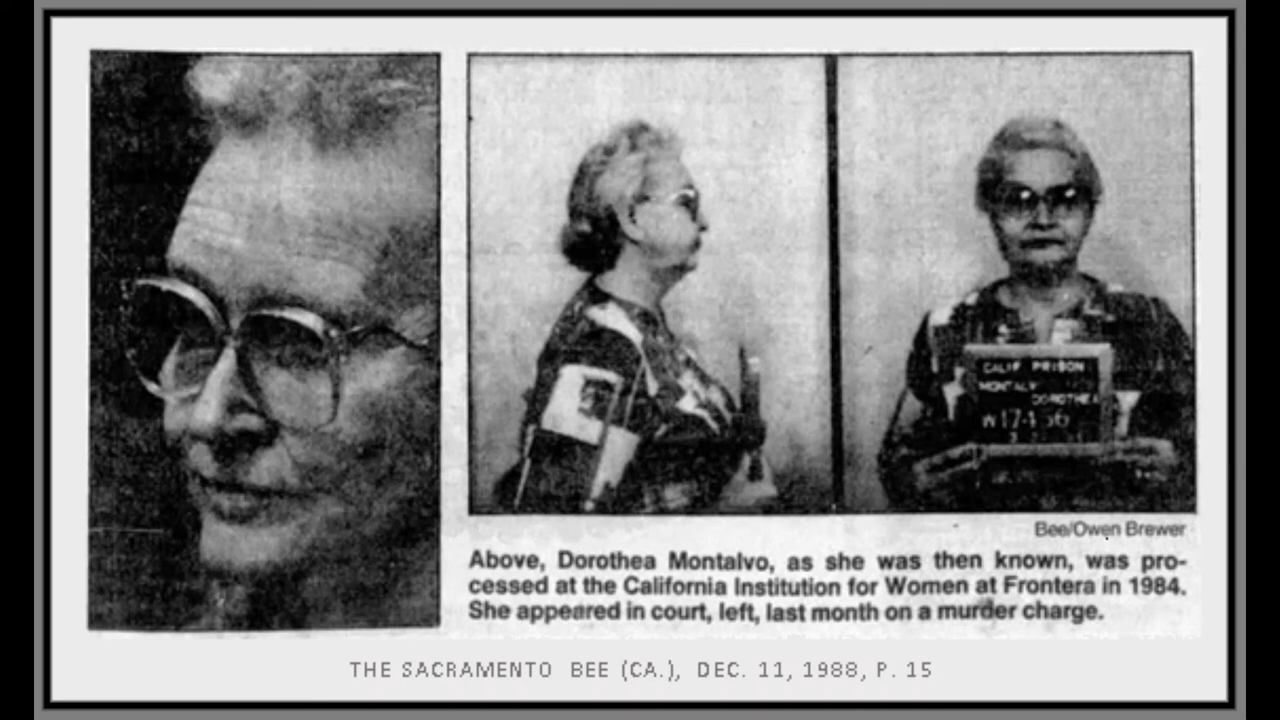 CALIF PRISON
MONTALV
DOROTHEA
W17456
Bee/Owen Brewer
Above, Dorothea Montalvo, as she was then known, was pro-
cessed at the California Institution for Women at Frontera in 1984.
She appeared in court, left, last month on a murder charge.
THE SACRAMENTO BEE (CA.), DEC. 11, 1988, P. 15